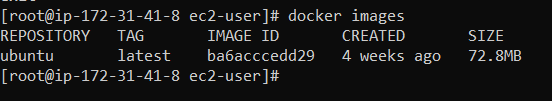 [root@ip-172-31-41-8 ec2-user]# docker images
REPOSITORY   TAG       IMAGE ID       CREATED       SIZE
ubuntu       latest    ba6acccedd29   4 weeks ago   72.8MB
[root@ip-172-31-41-8 ec2-user]#